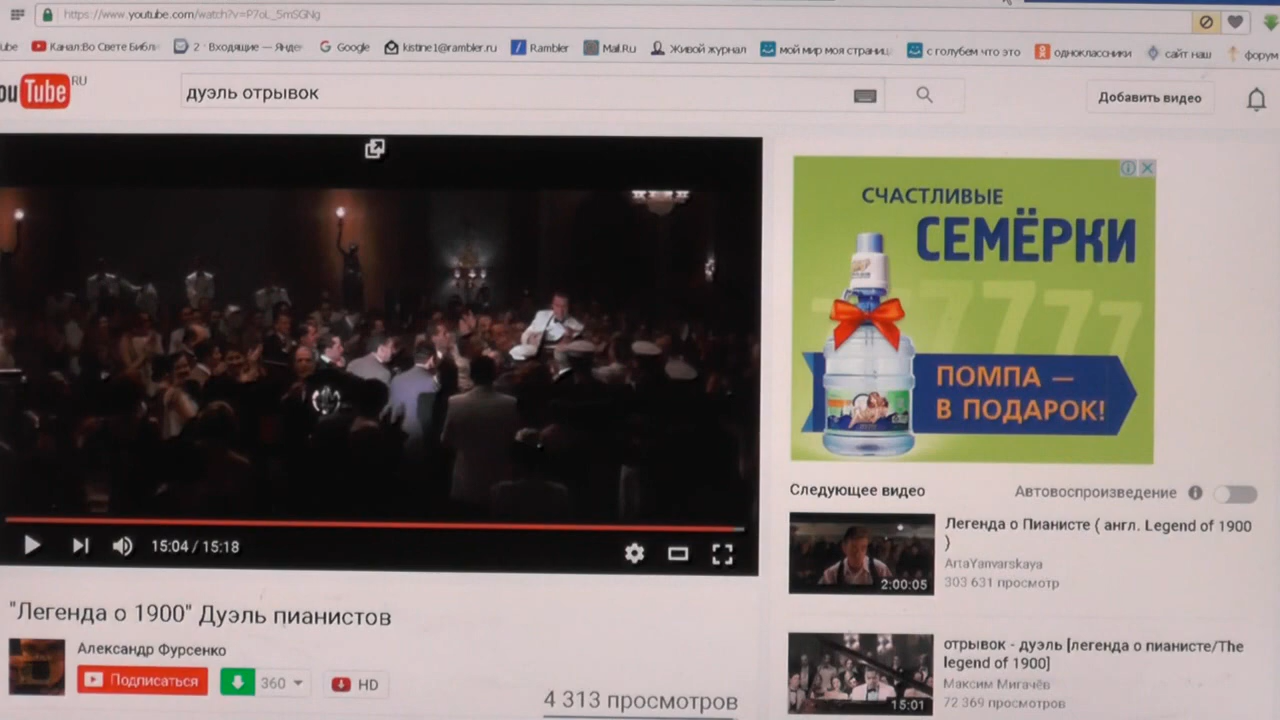 https://www.youtube.com/watch?v=P7oL_5mSGNg
ube
Канал:Во Свете Библ
2 · Входящие — Янде
Google
kistine1@rambler.ru
Rambler
Mail.Ru
Живой журнал
мой мир моя страниц
с голубем что это
одноклассники
сайт наш
форум
ou Tube RU
дуэль отрывок
Добавить видео
СЧАСТЛИВЫЕ
СЕМЁРКИ
7777
ПОМПА —
В ПОДАРОК!
15:04 / 15:18
Следующее видео
Автовоспроизведение
Легенда о Пианисте ( англ. Legend of 1900
)
ArtaYanvarskaya
303 631 просмотр
2:00:05
"Легенда о 1900" Дуэль пианистов
Александр Фурсенко
Подписаться
360
HD
4 313 просмотров
отрывок - дуэль [легенда о пианисте/The
legend of 1900]
Максим Мигачёв
72 369 просмотров
15:01